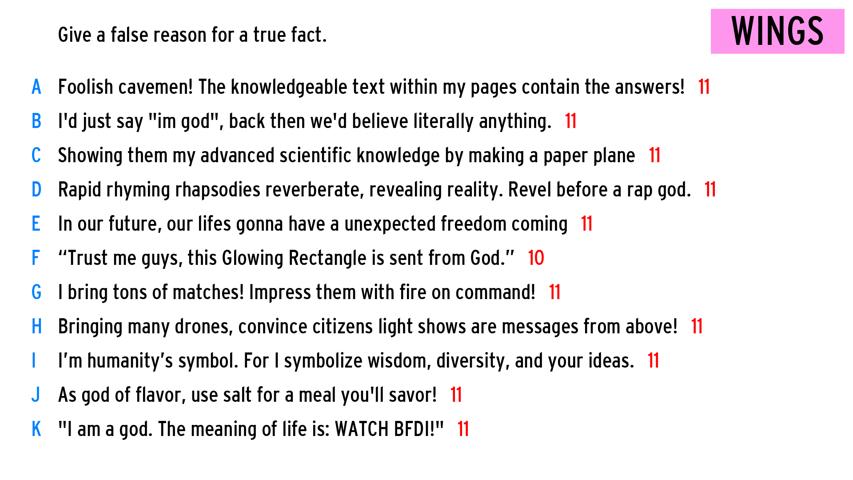 Give a false reason for a true fact.
WINGS
A Foolish cavemen! The knowledgeable text within my pages contain the answers! 11
B I'd just say "im god", back then we'd believe literally anything. 11
C Showing them my advanced scientific knowledge by making a paper plane 11
D Rapid rhyming rhapsodies reverberate, revealing reality. Revel before a rap god. 11
E In our future, our lifes gonna have a unexpected freedom coming 11
F “Trust me guys, this Glowing Rectangle is sent from God.” 10
G I bring tons of matches! Impress them with fire on command! 11
H Bringing many drones, convince citizens light shows are messages from above! 11
I I’m humanity’s symbol. For I symbolize wisdom, diversity, and your ideas. 11
J As god of flavor, use salt for a meal you'll savor! 11
K "I am a god. The meaning of life is: WATCH BFDI!" 11